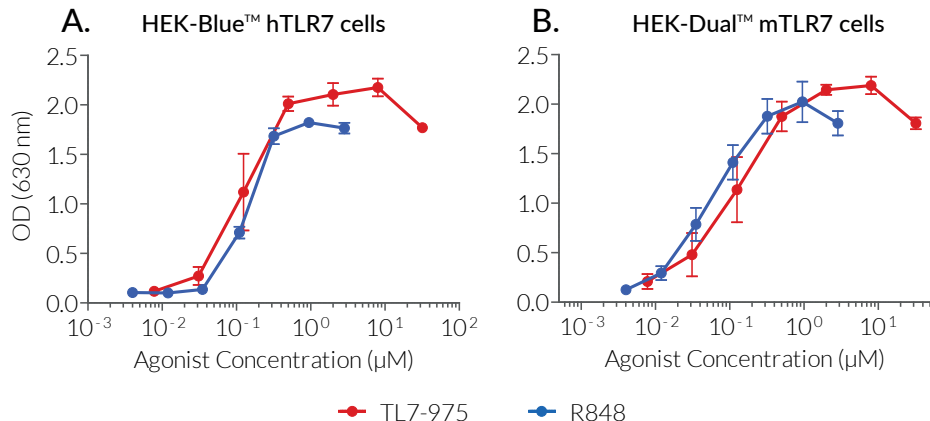 A. HEK-Blue™ hTLR7 cells
2.5
2.0
1.5
1.0
0.5
0.0
OD (630 nm)
10⁻³ 10⁻² 10⁻¹ 10⁰ 10¹ 10²
Agonist Concentration (µM)
B. HEK-Dual™ mTLR7 cells
2.5
2.0
1.5
1.0
0.5
0.0
10⁻³ 10⁻² 10⁻¹ 10⁰ 10¹
Agonist Concentration (µM)
TL7-975 R848